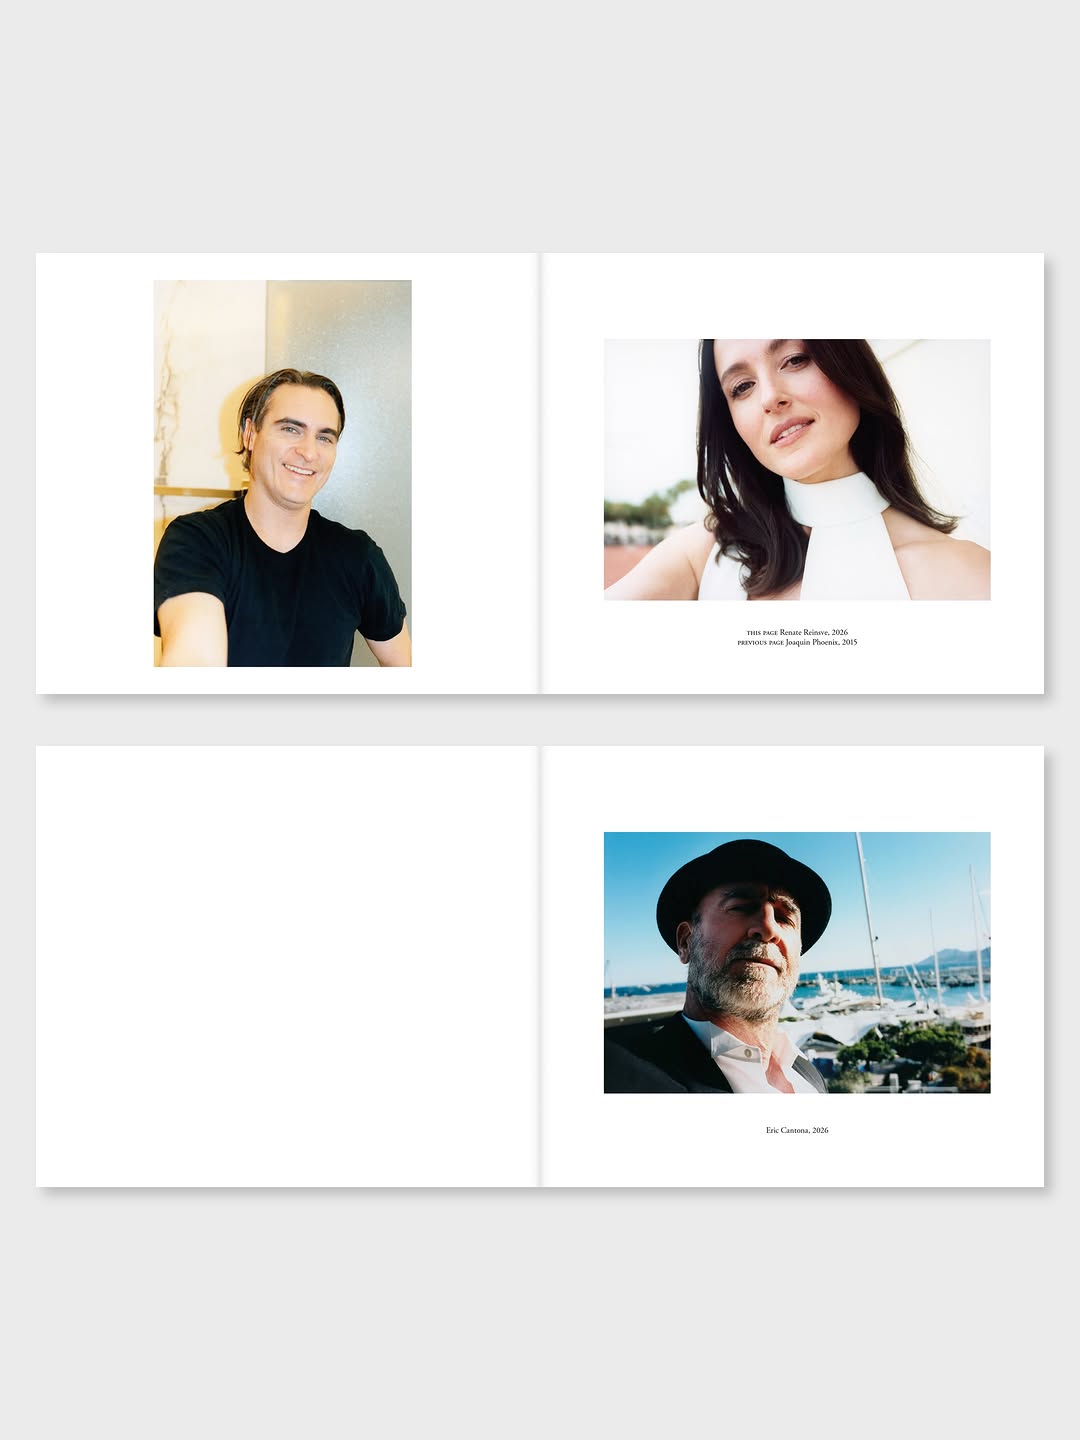 THIS PAGE Renate Reinsve, 2026
PREVIOUS PAGE Joaquin Phoenix, 2015
Eric Cantona, 2026